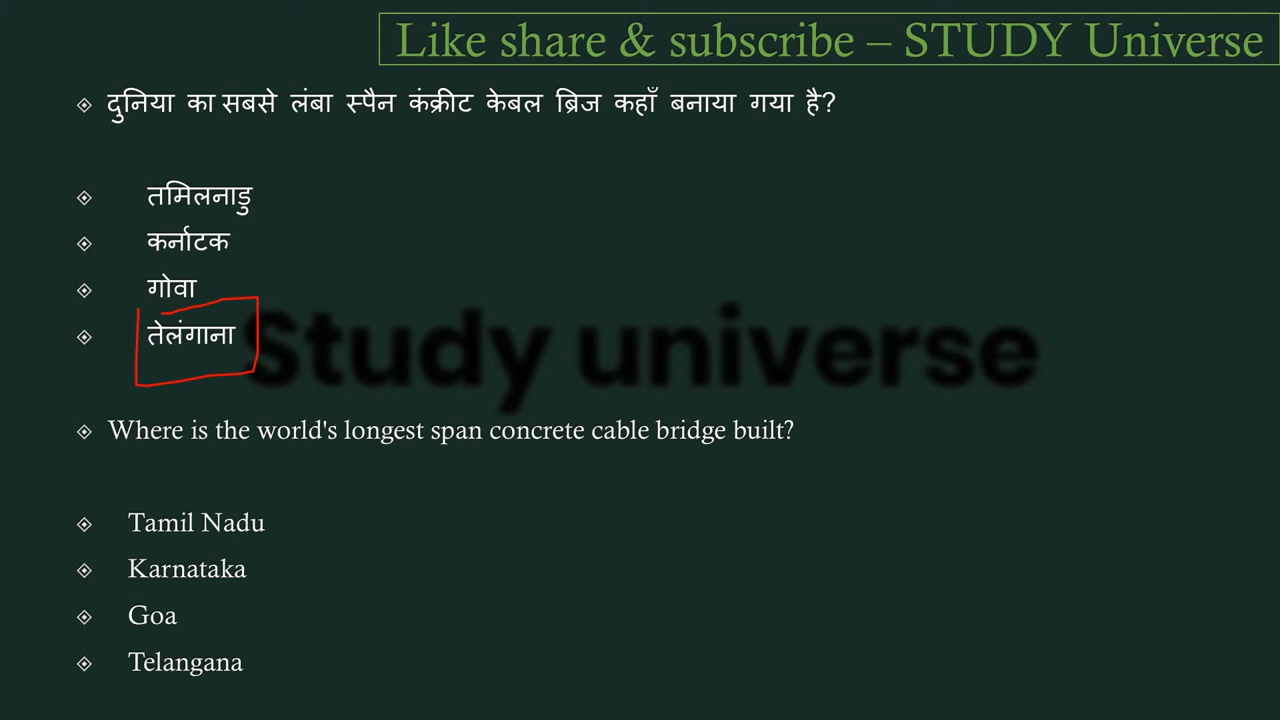 Like share & subscribe – STUDY Universe
दुनिया का सबसे लंबा स्पैन कंक्रीट केबल ब्रिज कहाँ बनाया गया है?
तमिलनाडु
कर्नाटक
गोवा
तेलंगाना
Study universe
Where is the world's longest span concrete cable bridge built?
Tamil Nadu
Karnataka
Goa
Telangana